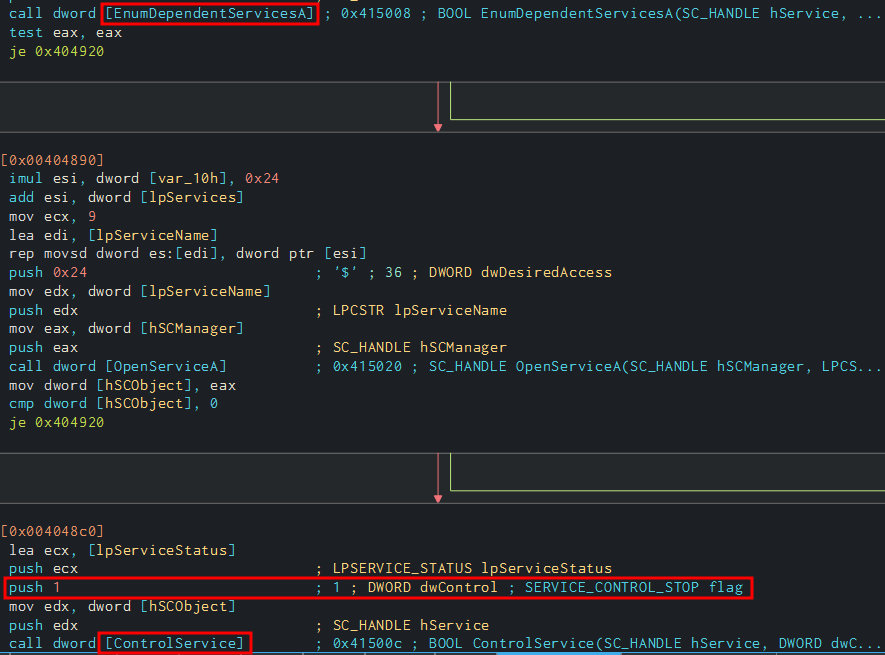 call dword [EnumDependentServicesA] ; 0x415008 ; BOOL EnumDependentServicesA(SC_HANDLE hService, ...
test eax, eax
je 0x404920
[0x00404890]
imul esi, dword [var_10h], 0x24
add esi, dword [lpServices]
mov ecx, 9
lea edi, [lpServiceName]
rep movsd dword es:[edi], dword ptr [esi]
push 0x24 ; '$' ; 36 ; DWORD dwDesiredAccess
mov edx, dword [lpServiceName]
push edx ; LPCSTR lpServiceName
mov eax, dword [hSCManager]
push eax ; SC_HANDLE hSCManager
call dword [OpenServiceA] ; 0x415020 ; SC_HANDLE OpenServiceA(SC_HANDLE hSCManager, LPCS...
mov dword [hSCObject], eax
cmp dword [hSCObject], 0
je 0x404920
[0x004048c0]
lea ecx, [lpServiceStatus]
push ecx ; LPSERVICE_STATUS lpServiceStatus
push 1 ; 1 ; DWORD dwControl ; SERVICE_CONTROL_STOP flag
mov edx, dword [hSCObject]
push edx ; SC_HANDLE hService
call dword [ControlService] ; 0x41500c ; BOOL ControlService(SC_HANDLE hService, DWORD dwC...